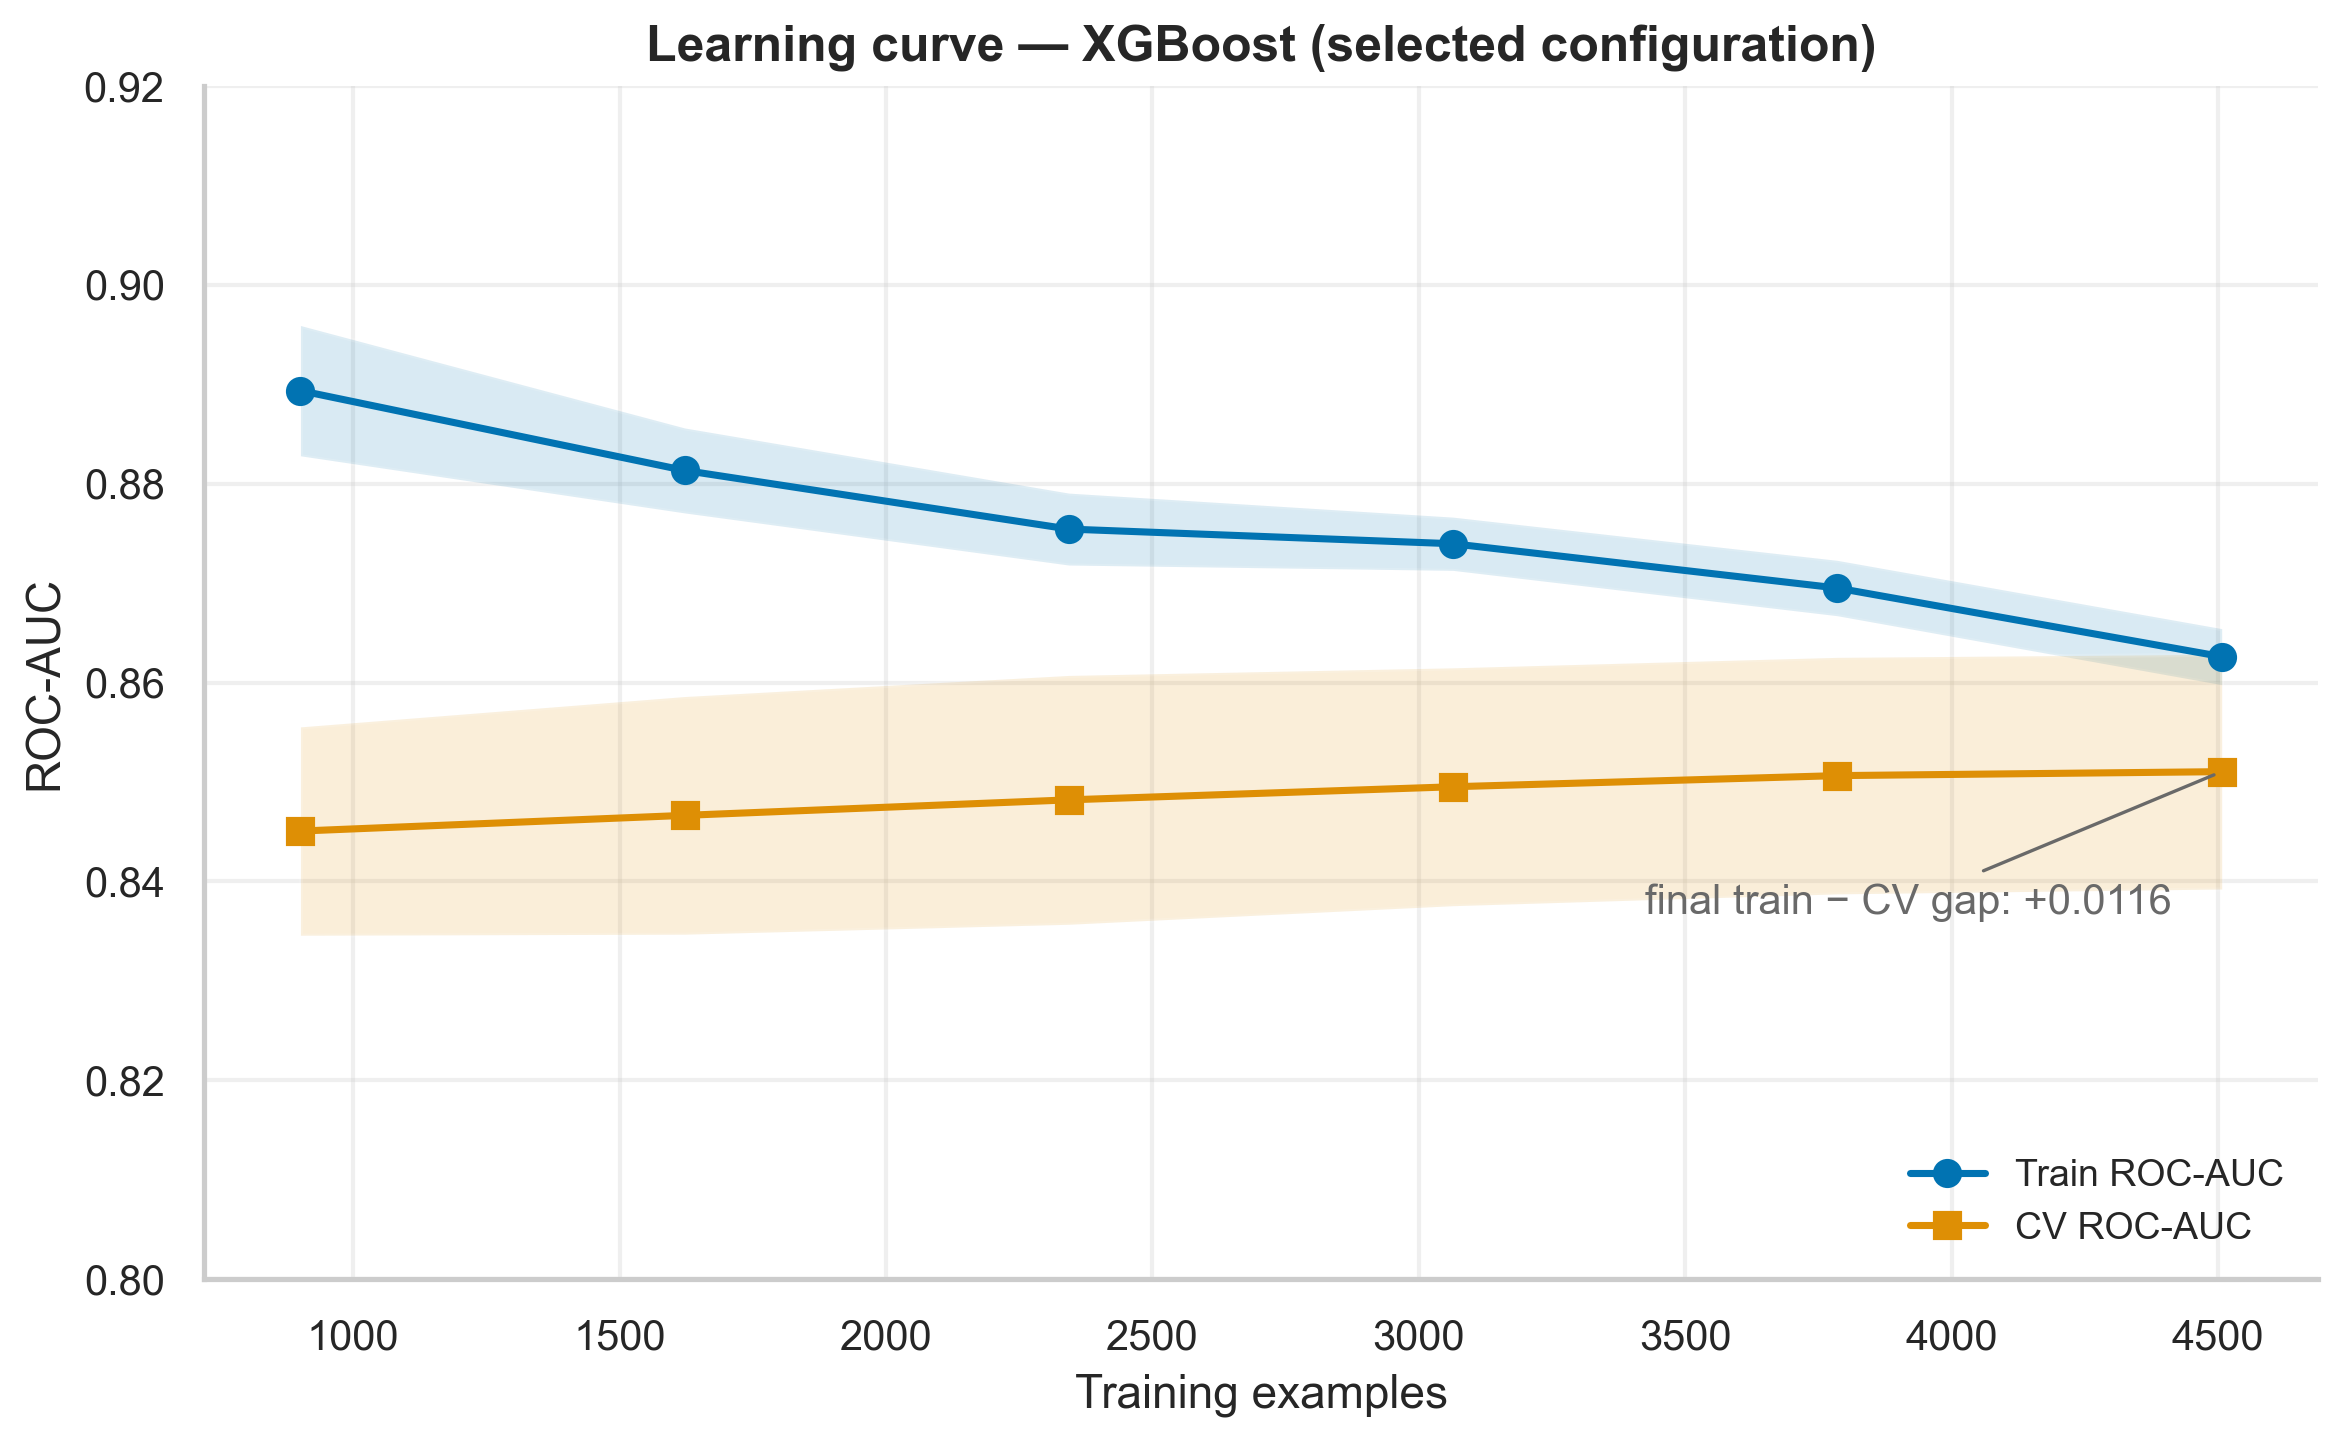 Learning curve — XGBoost (selected configuration)
0.92
0.90
0.88
0.86
0.84
0.82
0.80
ROC-AUC
final train − CV gap: +0.0116
Train ROC-AUC
CV ROC-AUC
1000 1500 2000 2500 3000 3500 4000 4500
Training examples